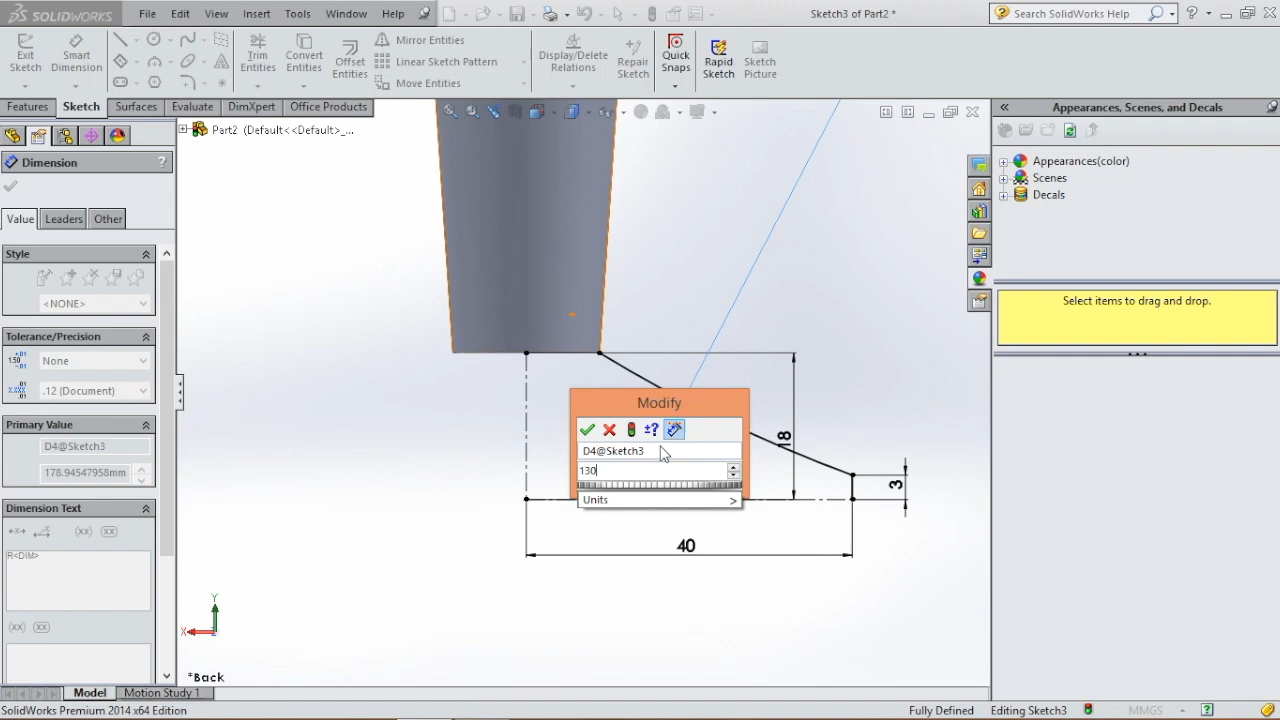 SOLIDWORKS File Edit View Insert Tools Window Help Sketch3 of Part2 * Search SolidWorks Help
Exit Sketch
Smart Dimension
Trim Entities
Convert Entities
Offset Entities
Mirror Entities
Linear Sketch Pattern
Move Entities
Display/Delete Relations
Repair Sketch
Quick Snaps
Rapid Sketch
Sketch Picture
Features Sketch Surfaces Evaluate DimXpert Office Products
Appearances, Scenes, and Decals
Part2 (Default<<Default>_...
Dimension ?
Value Leaders Other
Style
<NONE>
Tolerance/Precision
None
.12 (Document)
Primary Value
D4@Sketch3
178.94547958mm
Dimension Text
R<DIM>
(xx) (xx)
(xx) (xx)
Modify
D4@Sketch3
130
Units >
18
3
40
Y
X
*Back
Appearances(color)
Scenes
Decals
Select items to drag and drop.
Model Motion Study 1
SolidWorks Premium 2014 x64 Edition Fully Defined Editing Sketch3 MMGS